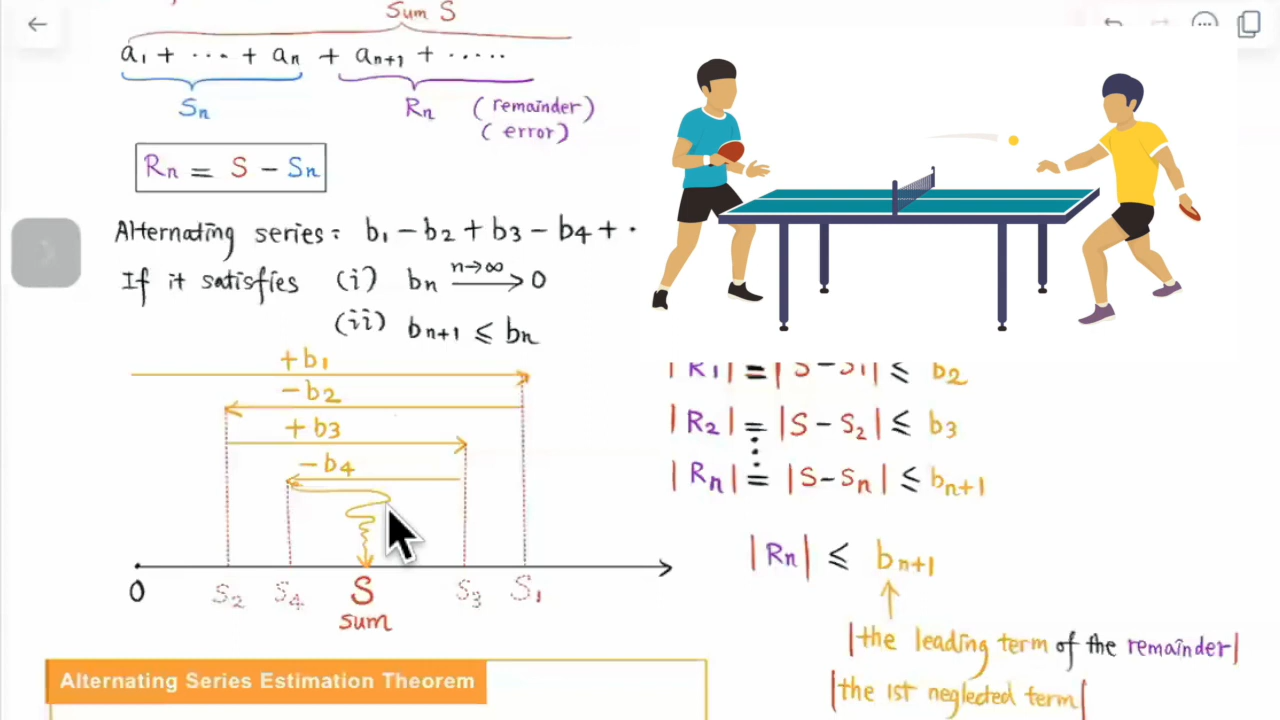 Sum S
a₁ + ··· + aₙ + aₙ₊₁ + ·····
Sₙ
Rₙ (remainder)
(error)
Rₙ = S − Sₙ
Alternating series: b₁ − b₂ + b₃ − b₄ + ·
If it satisfies (i) bₙ n→∞ → 0
(ii) bₙ₊₁ ≤ bₙ
+b₁
−b₂
+b₃
−b₄
0 S₂ S₄ S S₃ S₁
sum
|R₁| = |S−S₁| ≤ b₂
|R₂| = |S−S₂| ≤ b₃
⋮
|Rₙ| = |S−Sₙ| ≤ bₙ₊₁
|Rₙ| ≤ bₙ₊₁
|the leading term of the remainder|
|the 1st neglected term|
Alternating Series Estimation Theorem